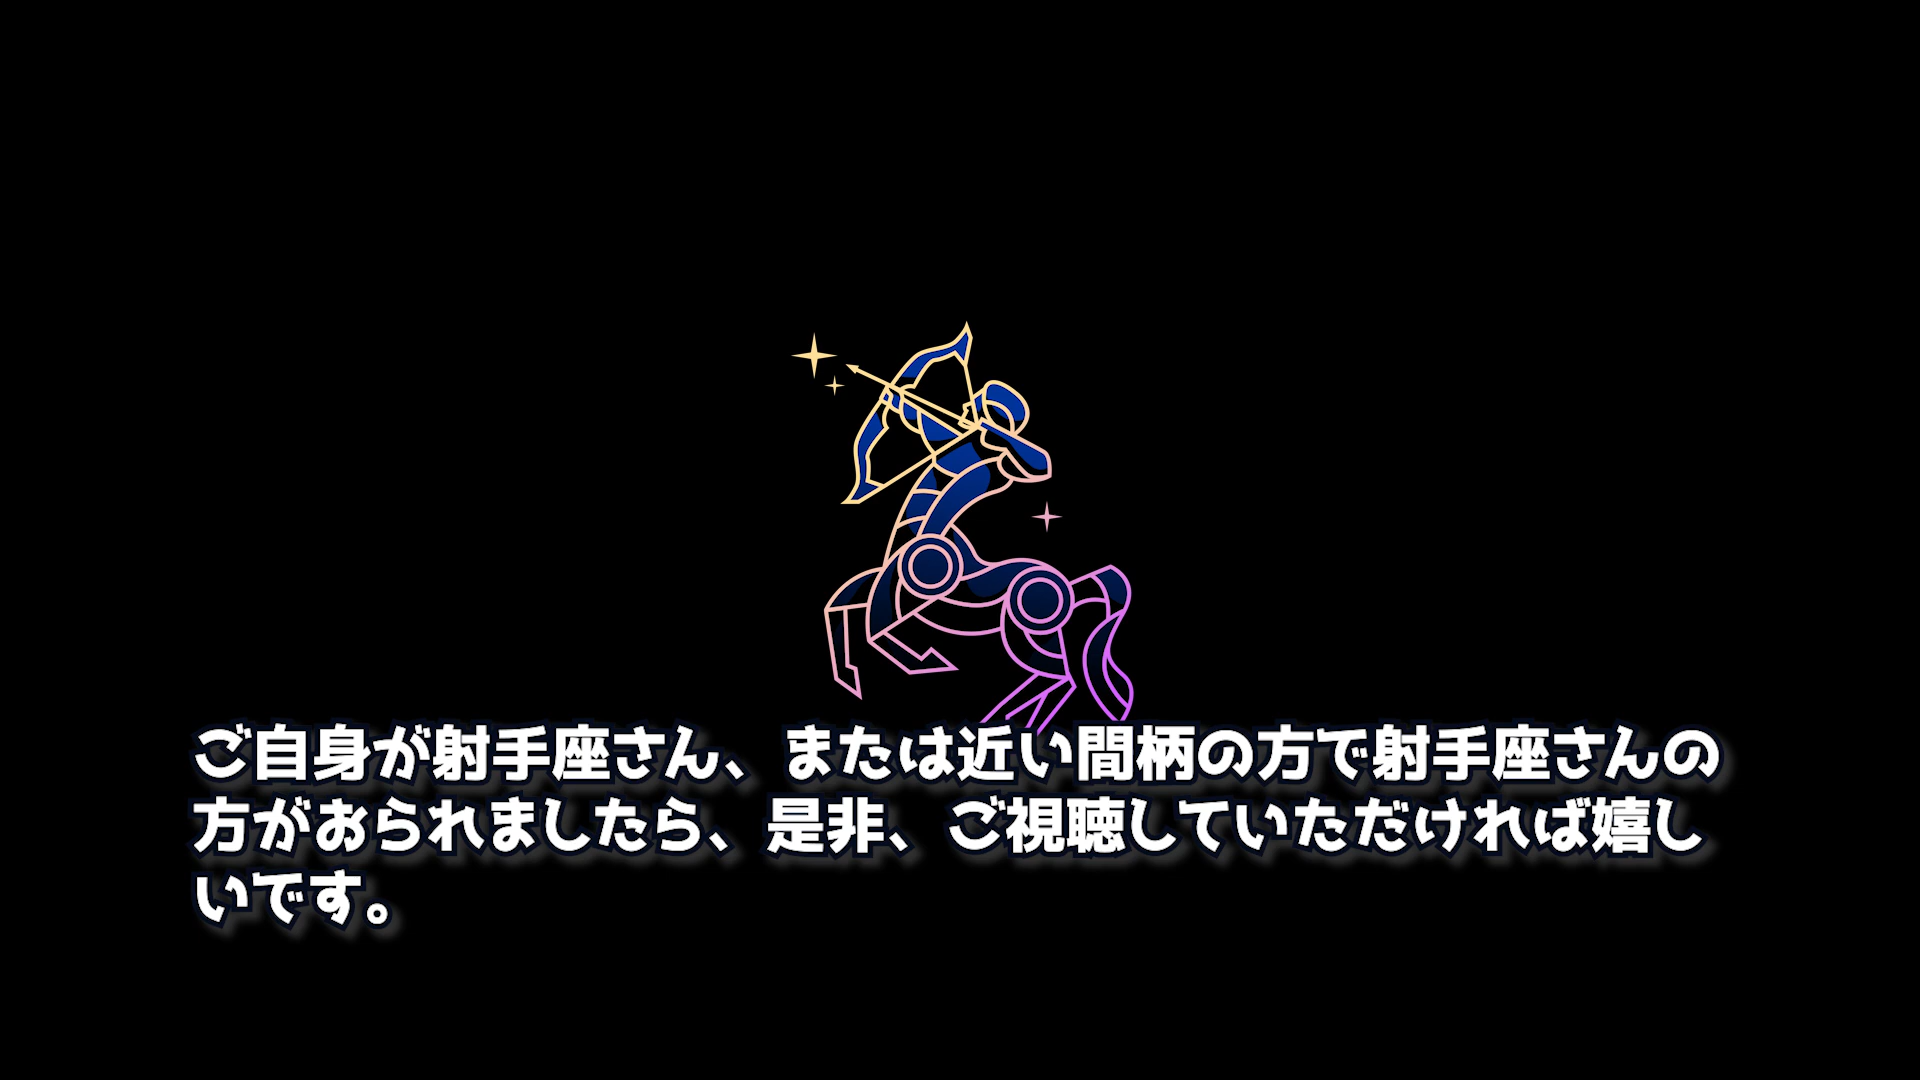 ご自身が射手座さん、または近い間柄の方で射手座さんの
方がおられましたら、是非、ご視聴していただければ嬉し
いです。